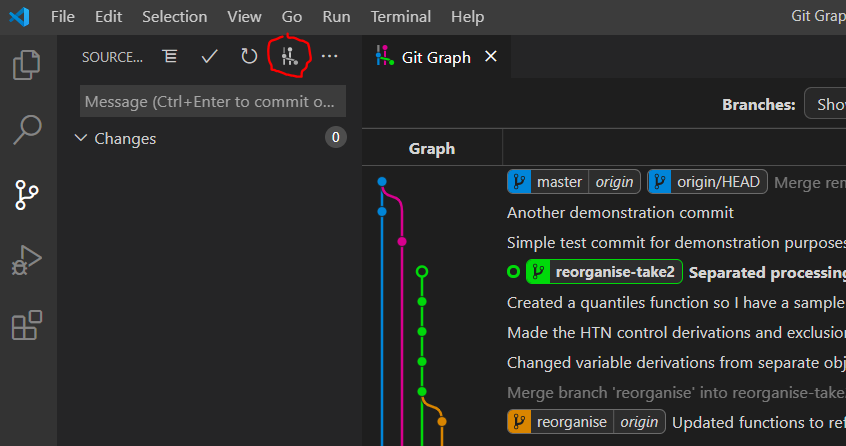 File Edit Selection View Go Run Terminal Help Git Grap
SOURCE...
Git Graph
Message (Ctrl+Enter to commit o...
Branches: Sho
Changes 0
Graph
master origin origin/HEAD Merge rem
Another demonstration commit
Simple test commit for demonstration purposes
reorganise-take2 Separated processing
Created a quantiles function so I have a sample
Made the HTN control derivations and exclusion
Changed variable derivations from separate obj
Merge branch 'reorganise' into reorganise-take
reorganise origin Updated functions to ref